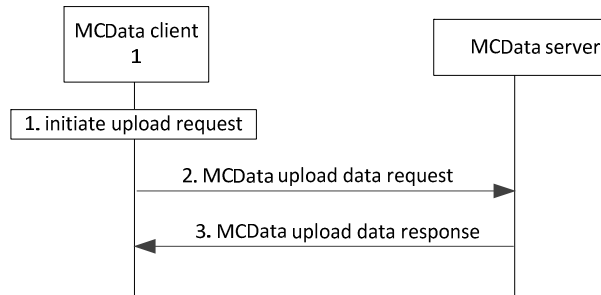 MCData client
1
MCData server
1. initiate upload request
2. MCData upload data request
3. MCData upload data response